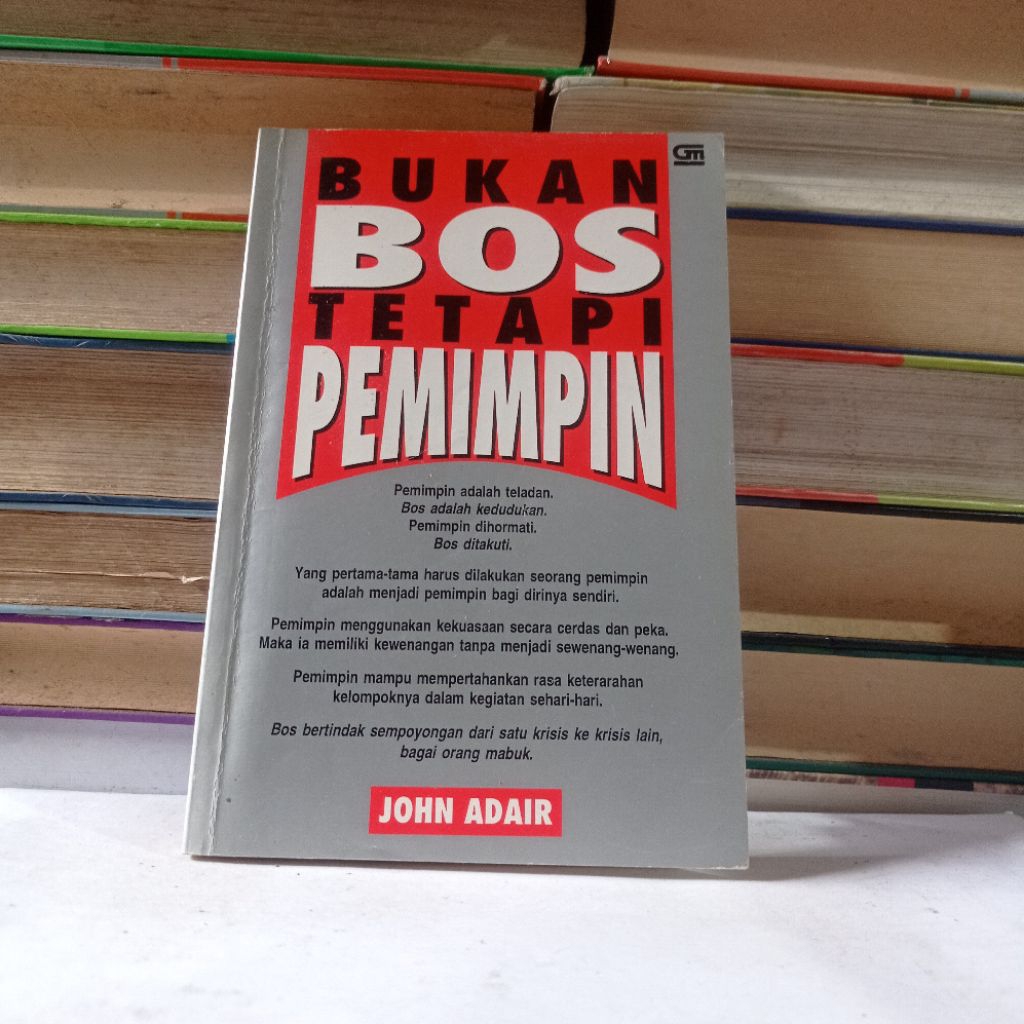 BUKAN
BOS
TETAPI
PEMIMPIN
GM
Pemimpin adalah teladan.
Bos adalah kedudukan.
Pemimpin dihormati.
Bos ditakuti.
Yang pertama-tama harus dilakukan seorang pemimpin
adalah menjadi pemimpin bagi dirinya sendiri.
Pemimpin menggunakan kekuasaan secara cerdas dan peka.
Maka ia memiliki kewenangan tanpa menjadi sewenang-wenang.
Pemimpin mampu mempertahankan rasa keterarahan
kelompoknya dalam kegiatan sehari-hari.
Bos bertindak sempoyongan dari satu krisis ke krisis lain,
bagai orang mabuk.
JOHN ADAIR